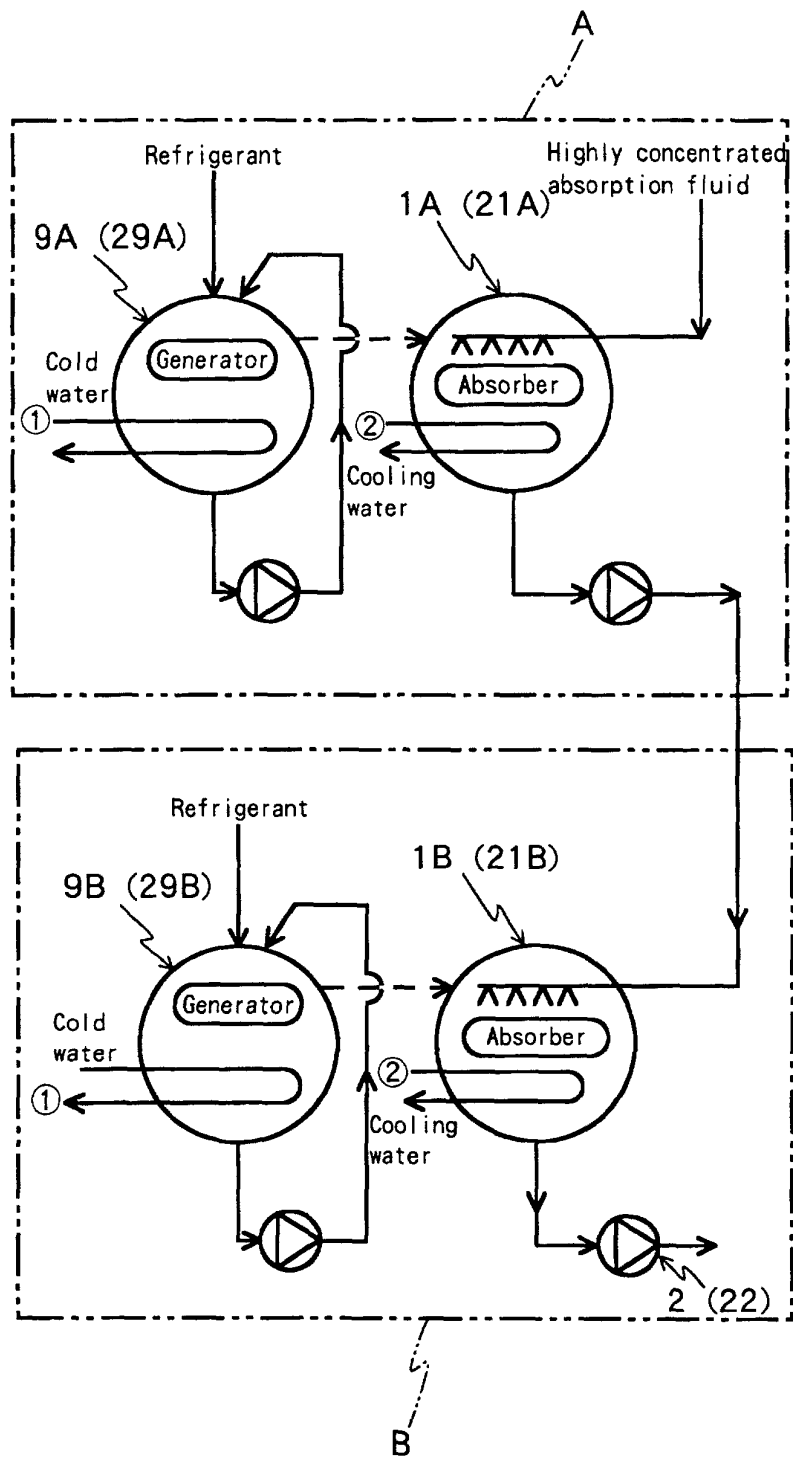 A
Refrigerant
Highly concentrated
absorption fluid
9A (29A)
1A (21A)
Generator
Absorber
Cold
water
①
②
Cooling
water
Refrigerant
9B (29B)
1B (21B)
Generator
Absorber
Cold
water
①
②
Cooling
water
2 (22)
B